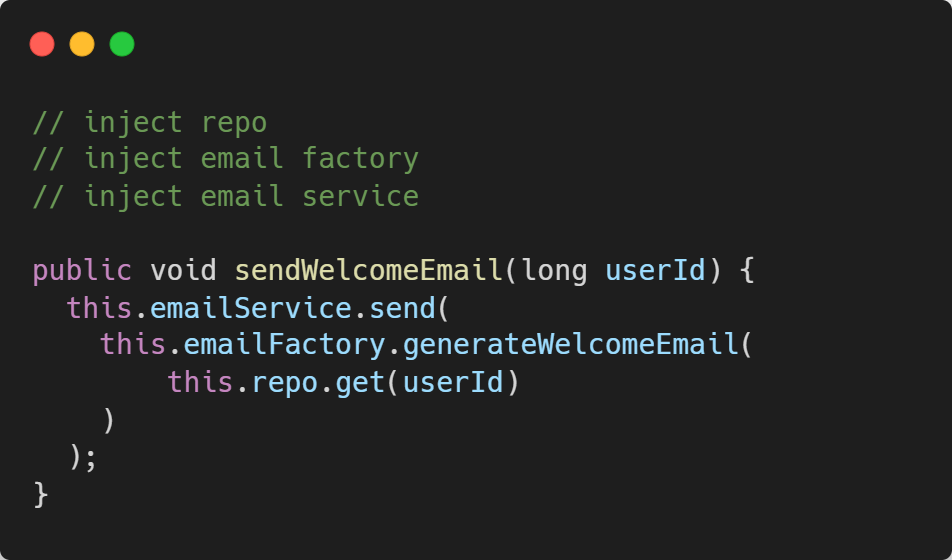 // inject repo
// inject email factory
// inject email service
public void sendWelcomeEmail(long userId) {
  this.emailService.send(
    this.emailFactory.generateWelcomeEmail(
        this.repo.get(userId)
    )
  );
}